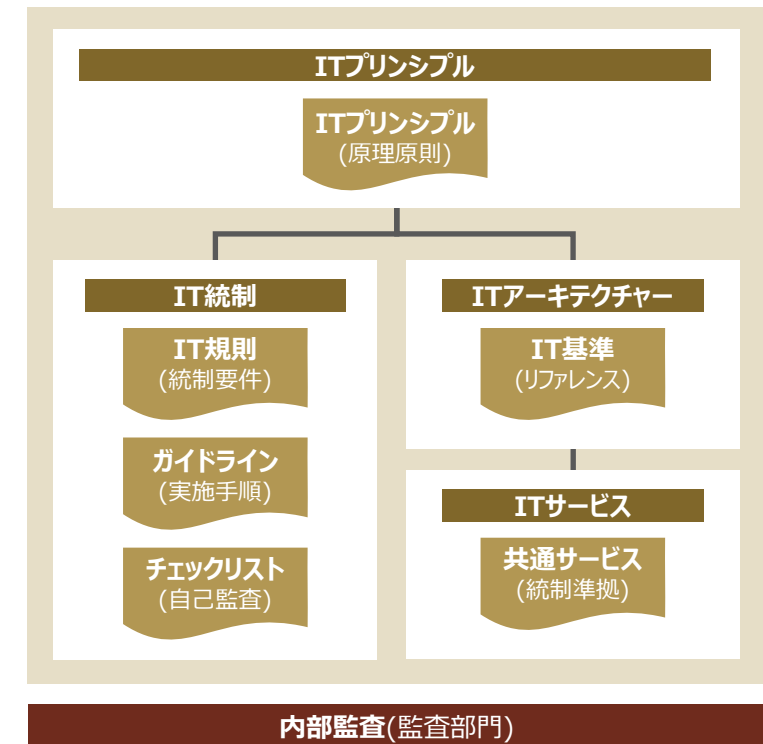 ITプリンシプル
ITプリンシプル
(原理原則)
IT統制
IT規則
(統制要件)
ガイドライン
(実施手順)
チェックリスト
(自己監査)
ITアーキテクチャー
IT基準
(リファレンス)
ITサービス
共通サービス
(統制準拠)
内部監査(監査部門)